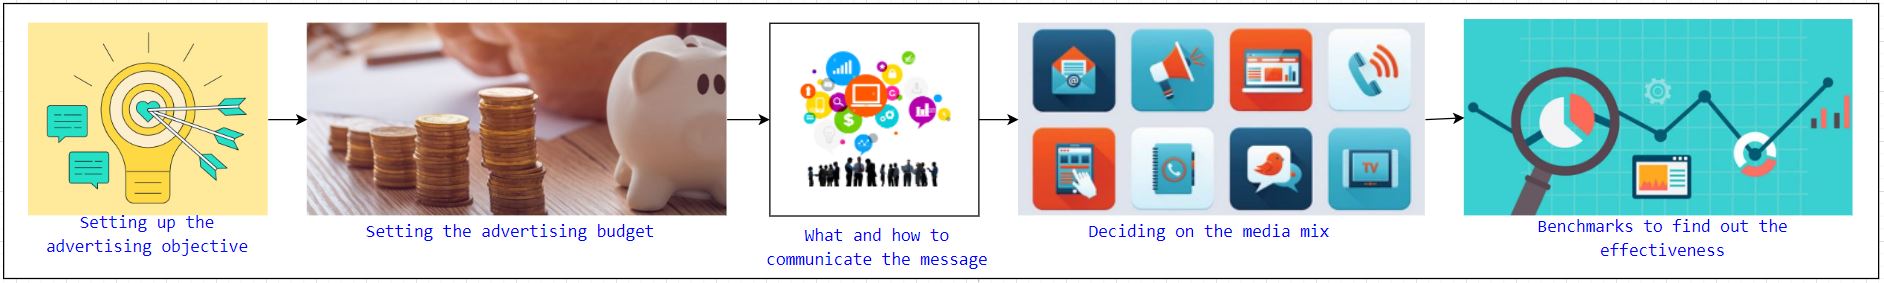 Setting up the
advertising objective
Setting the advertising budget
What and how to
communicate the message
@
TV
Deciding on the media mix
Benchmarks to find out the
effectiveness